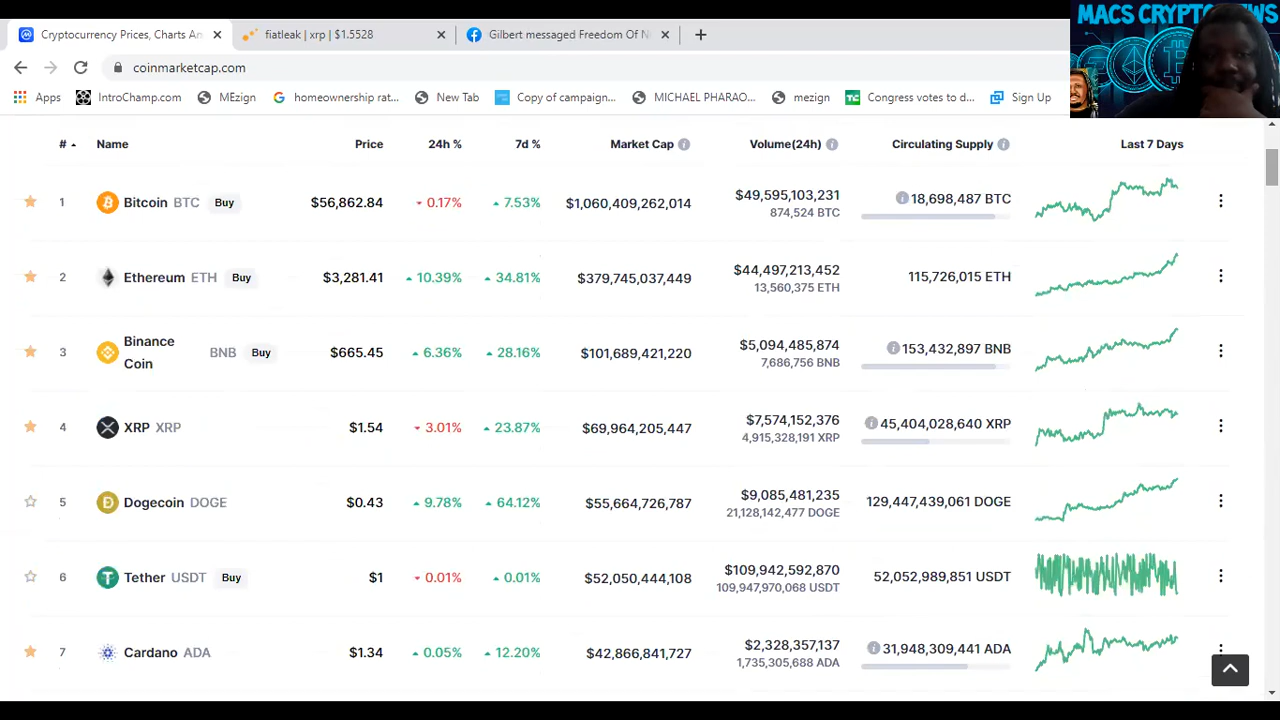 Cryptocurrency Prices, Charts An
fiatleak | xrp | $1.5528
Gilbert messaged Freedom Of N
coinmarketcap.com
Apps
IntroChamp.com
MEzign
homeownership rat...
New Tab
Copy of campaign...
MICHAEL PHARAO...
mezign
Congress votes to d...
Sign Up
# Name Price 24h % 7d % Market Cap Volume(24h) Circulating Supply Last 7 Days
1 Bitcoin BTC Buy $56,862.84 0.17% 7.53% $1,060,409,262,014 $49,595,103,231 18,698,487 BTC
874,524 BTC
2 Ethereum ETH Buy $3,281.41 10.39% 34.81% $379,745,037,449 $44,497,213,452 115,726,015 ETH
13,560,375 ETH
3 Binance Coin BNB Buy $665.45 6.36% 28.16% $101,689,421,220 $5,094,485,874 153,432,897 BNB
7,686,756 BNB
4 XRP XRP $1.54 3.01% 23.87% $69,964,205,447 $7,574,152,376 45,404,028,640 XRP
4,915,328,191 XRP
5 Dogecoin DOGE $0.43 9.78% 64.12% $55,664,726,787 $9,085,481,235 129,447,439,061 DOGE
21,128,142,477 DOGE
6 Tether USDT Buy $1 0.01% 0.01% $52,050,444,108 $109,942,592,870 52,052,989,851 USDT
109,947,970,068 USDT
7 Cardano ADA $1.34 0.05% 12.20% $42,866,841,727 $2,328,357,137 31,948,309,441 ADA
1,735,305,688 ADA